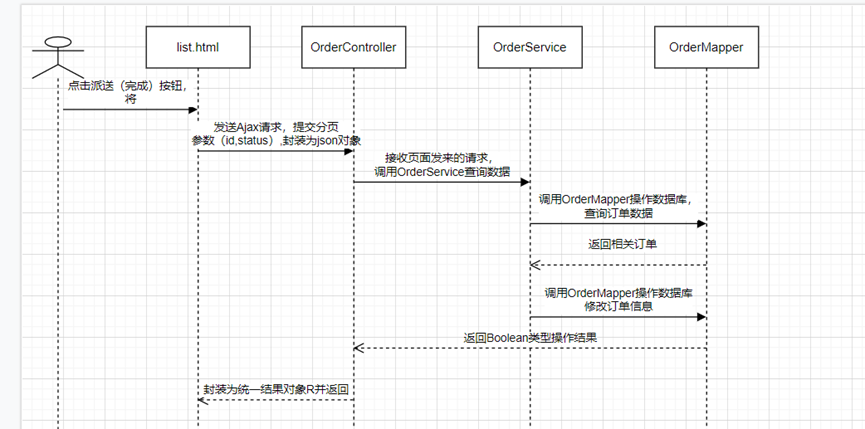 list.html
OrderController
OrderService
OrderMapper
点击派送（完成）按钮，
将
发送Ajax请求，提交分页
参数（id,status）,封装为json对象
接收页面发来的请求，
调用OrderService查询数据
调用OrderMapper操作数据库，
查询订单数据
返回相关订单
调用OrderMapper操作数据库
修改订单信息
返回Boolean类型操作结果
封装为统一结果对象R并返回